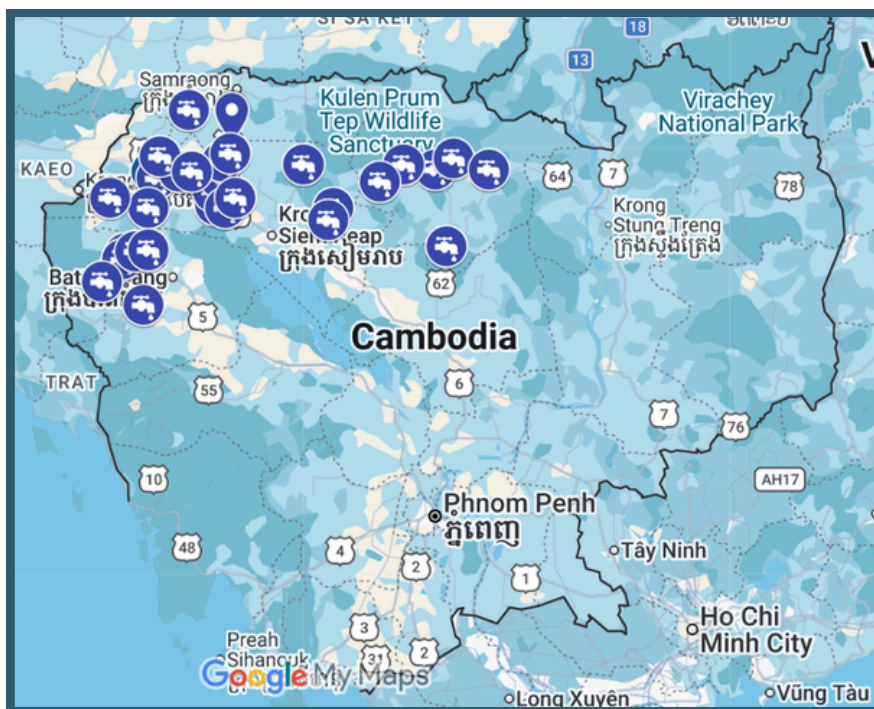 SI SA KET
18
13
Samraong
Kulen Prum
Tep Wildlife
Sanctuary
Virachey
National Park
KAEO
64
7
78
Krong
Stung Treng
ក្រុងស្ទឹងត្រែង
ក្រុងសៀមរាប
62
5
Cambodia
TRAT
55
6
7
76
10
AH17
Phnom Penh
ភ្នំពេញ
48
4
2
1
Tây Ninh
3
2
31
Ho Chi
Minh City
Preah
Sihanouk
Google My Maps
Long Xuyên
Vũng Tàu